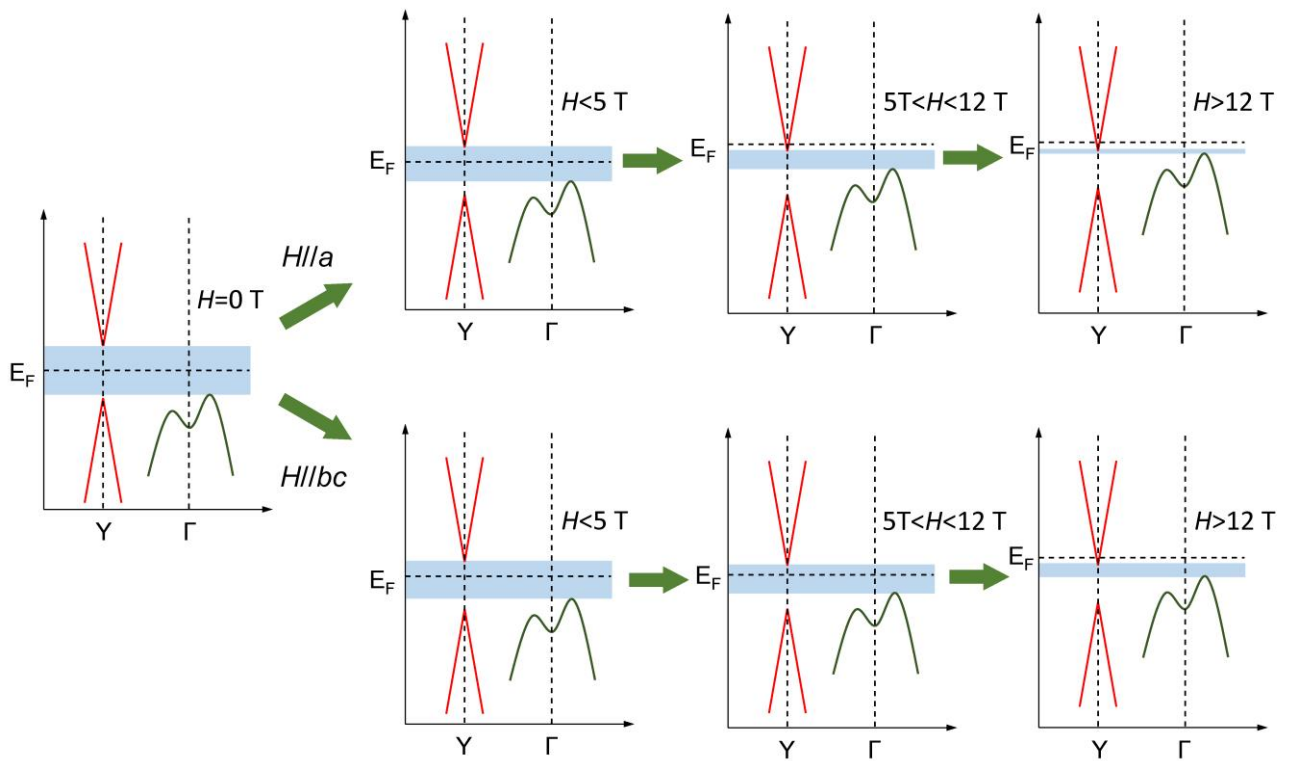 H=0 T
E_F
Y Γ
H//a
H//bc
H<5 T
E_F
Y Γ
5T<H<12 T
E_F
Y Γ
H>12 T
E_F
Y Γ
H<5 T
E_F
Y Γ
5T<H<12 T
E_F
Y Γ
H>12 T
E_F
Y Γ